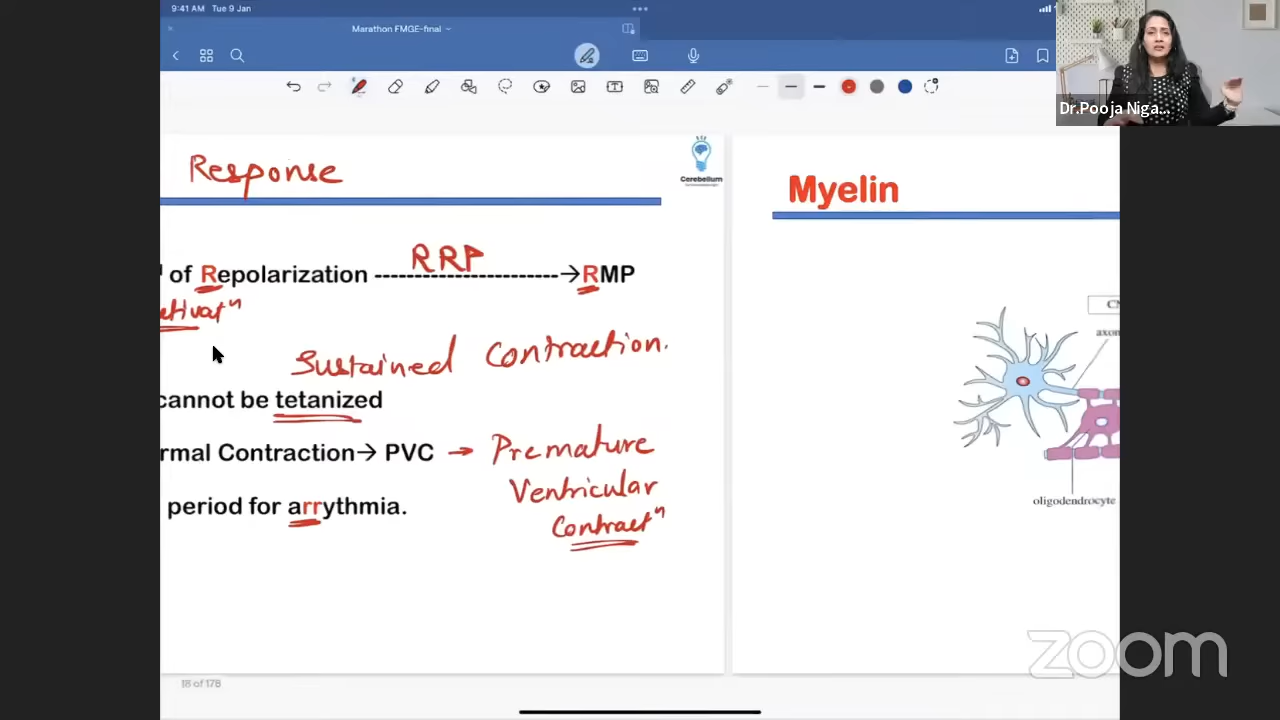 9:41 AM Tue 9 Jan
Marathon FMGE-final
Dr.Pooja Niga...
Response
Cerebellum
of Repolarization ----------------------→RMP
RRP
Sustained Contraction.
cannot be tetanized
rmal Contraction→ PVC → Premature
Ventricular
Contractⁿ
period for arrythmia.
18 of 178
Myelin
oligodendrocyte
zoom